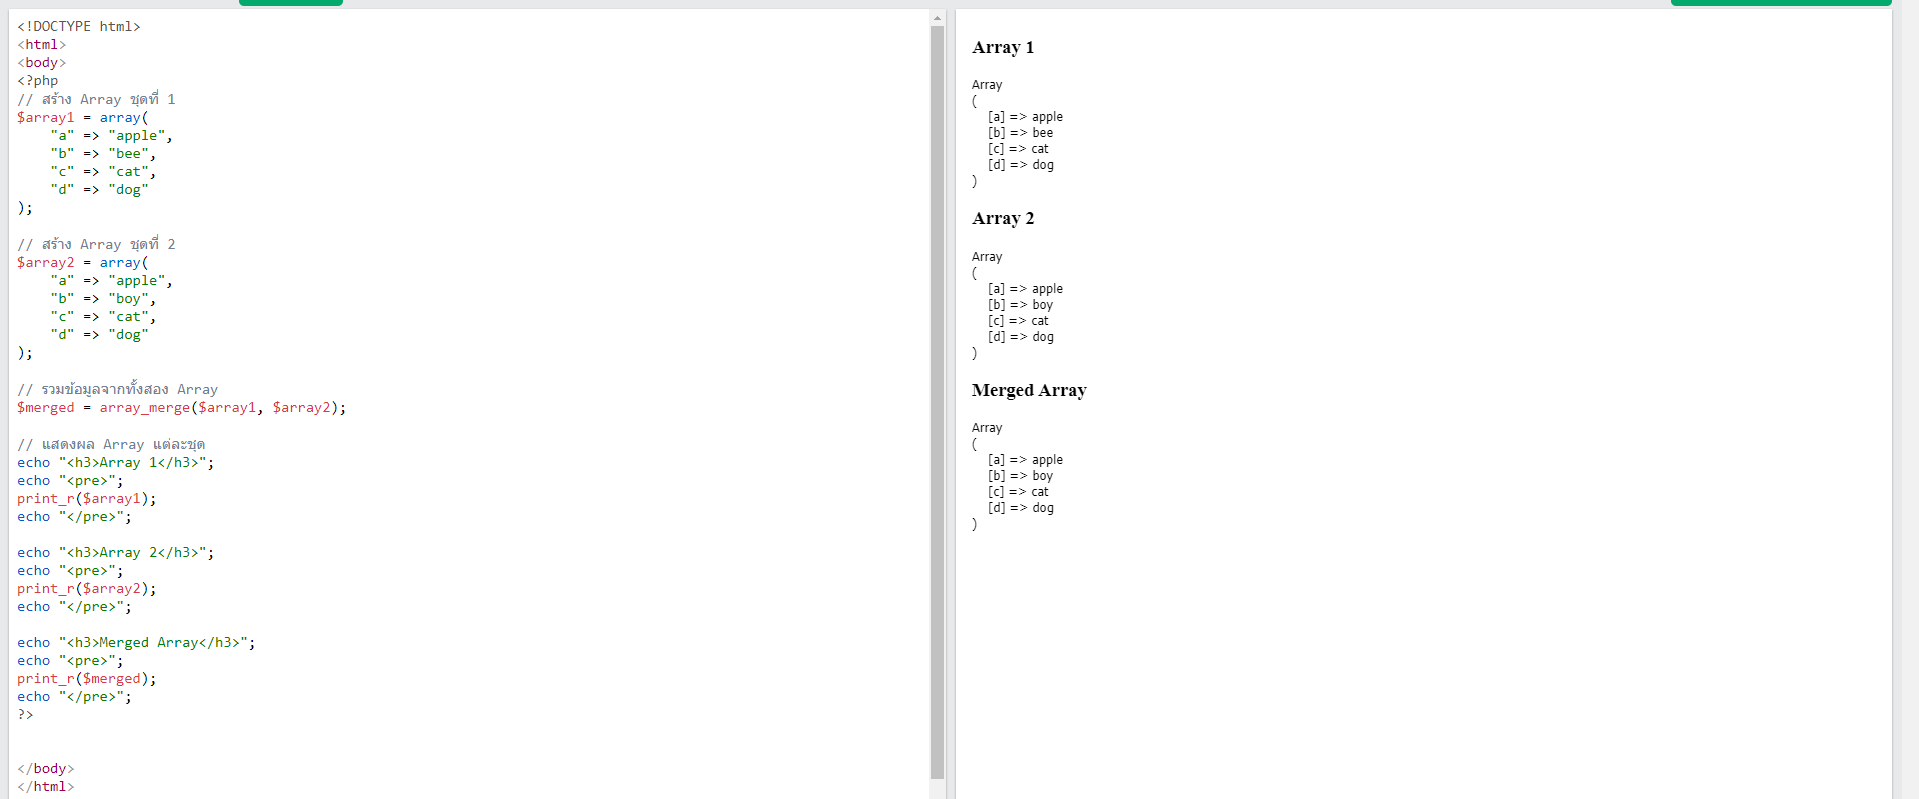 <!DOCTYPE html>
<html>
<body>
<?php
// สร้าง Array ชุดที่ 1
$array1 = array(
    "a" => "apple",
    "b" => "bee",
    "c" => "cat",
    "d" => "dog"
);

// สร้าง Array ชุดที่ 2
$array2 = array(
    "a" => "apple",
    "b" => "boy",
    "c" => "cat",
    "d" => "dog"
);

// รวมข้อมูลจากทั้งสอง Array
$merged = array_merge($array1, $array2);

// แสดงผล Array แต่ละชุด
echo "<h3>Array 1</h3>";
echo "<pre>";
print_r($array1);
echo "</pre>";

echo "<h3>Array 2</h3>";
echo "<pre>";
print_r($array2);
echo "</pre>";

echo "<h3>Merged Array</h3>";
echo "<pre>";
print_r($merged);
echo "</pre>";
?>

</body>
</html>
Array 1
Array
(
    [a] => apple
    [b] => bee
    [c] => cat
    [d] => dog
)
Array 2
Array
(
    [a] => apple
    [b] => boy
    [c] => cat
    [d] => dog
)
Merged Array
Array
(
    [a] => apple
    [b] => boy
    [c] => cat
    [d] => dog
)